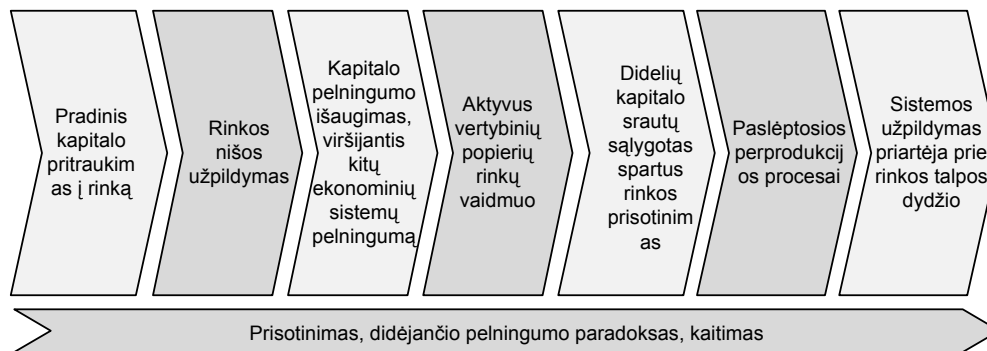 Pradinis
kapitalo
pritraukim
as į rinką
Rinkos
nišos
užpildymas
Kapitalo
pelningumo
išaugimas,
viršijantis
kitų
ekonominių
sistemų
pelningumą
Aktyvus
vertybinių
popierių
rinkų
vaidmuo
Didelių
kapitalo
srautų
sąlygotas
spartus
rinkos
prisotinim
as
Paslėptosios
perprodukcij
os procesai
Sistemos
užpildymas
priartėja prie
rinkos talpos
dydžio
Prisotinimas, didėjančio pelningumo paradoksas, kaitimas